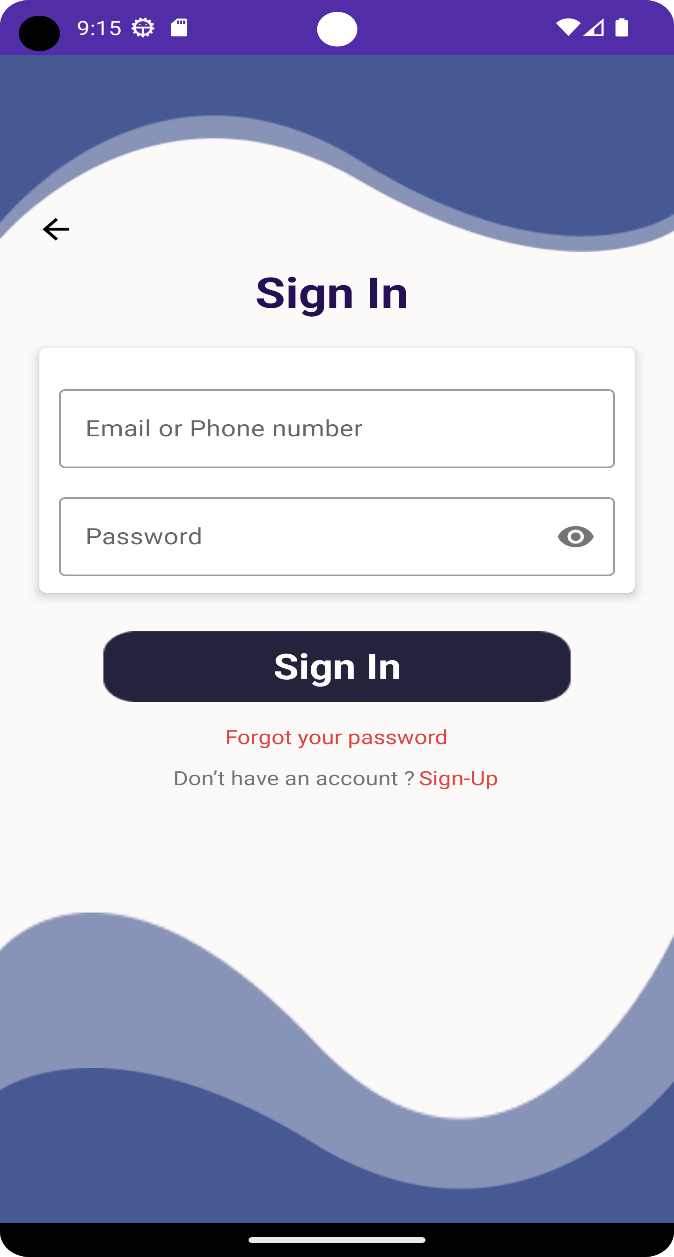 9:15
Sign In
Email or Phone number
Password
Sign In
Forgot your password
Don't have an account ? Sign-Up